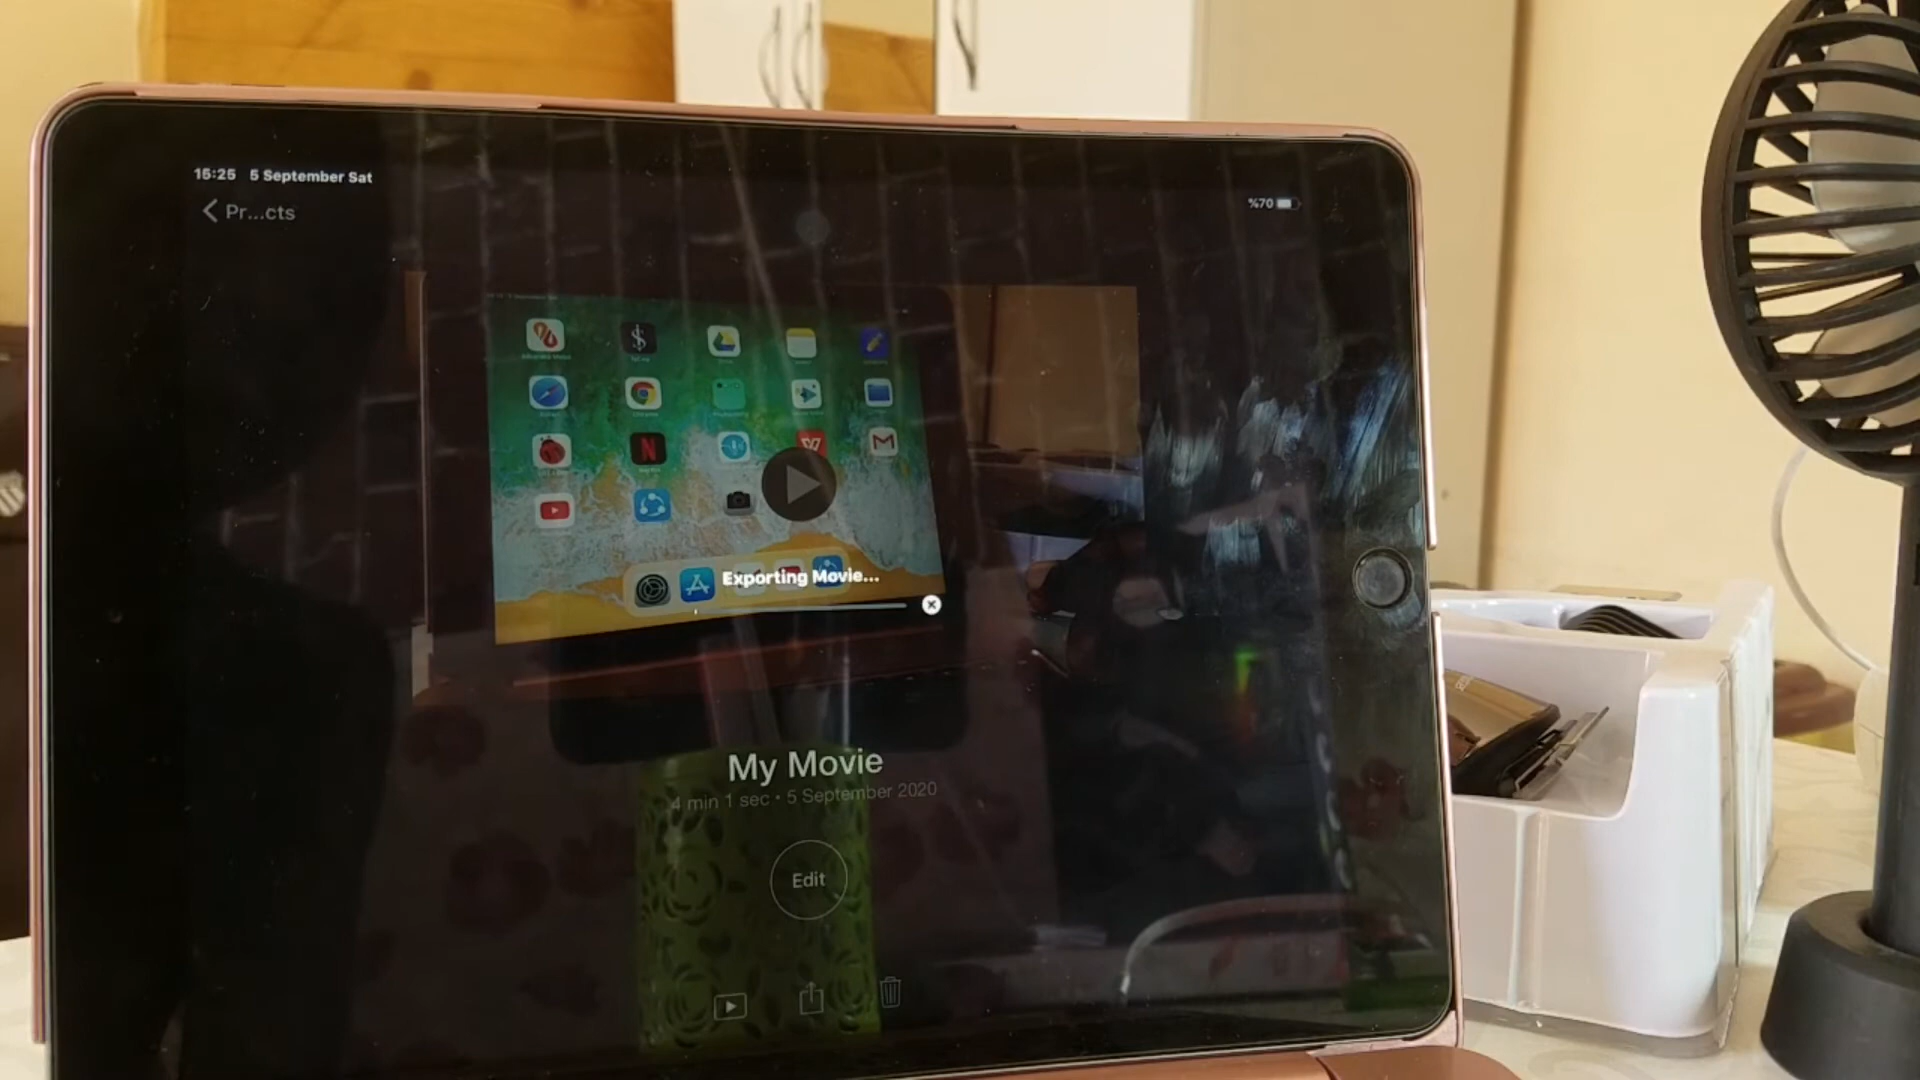 15:25 5 September Sat
Pr...cts
%70
Exporting Movie...
My Movie
4 min 1 sec • 5 September 2020
Edit